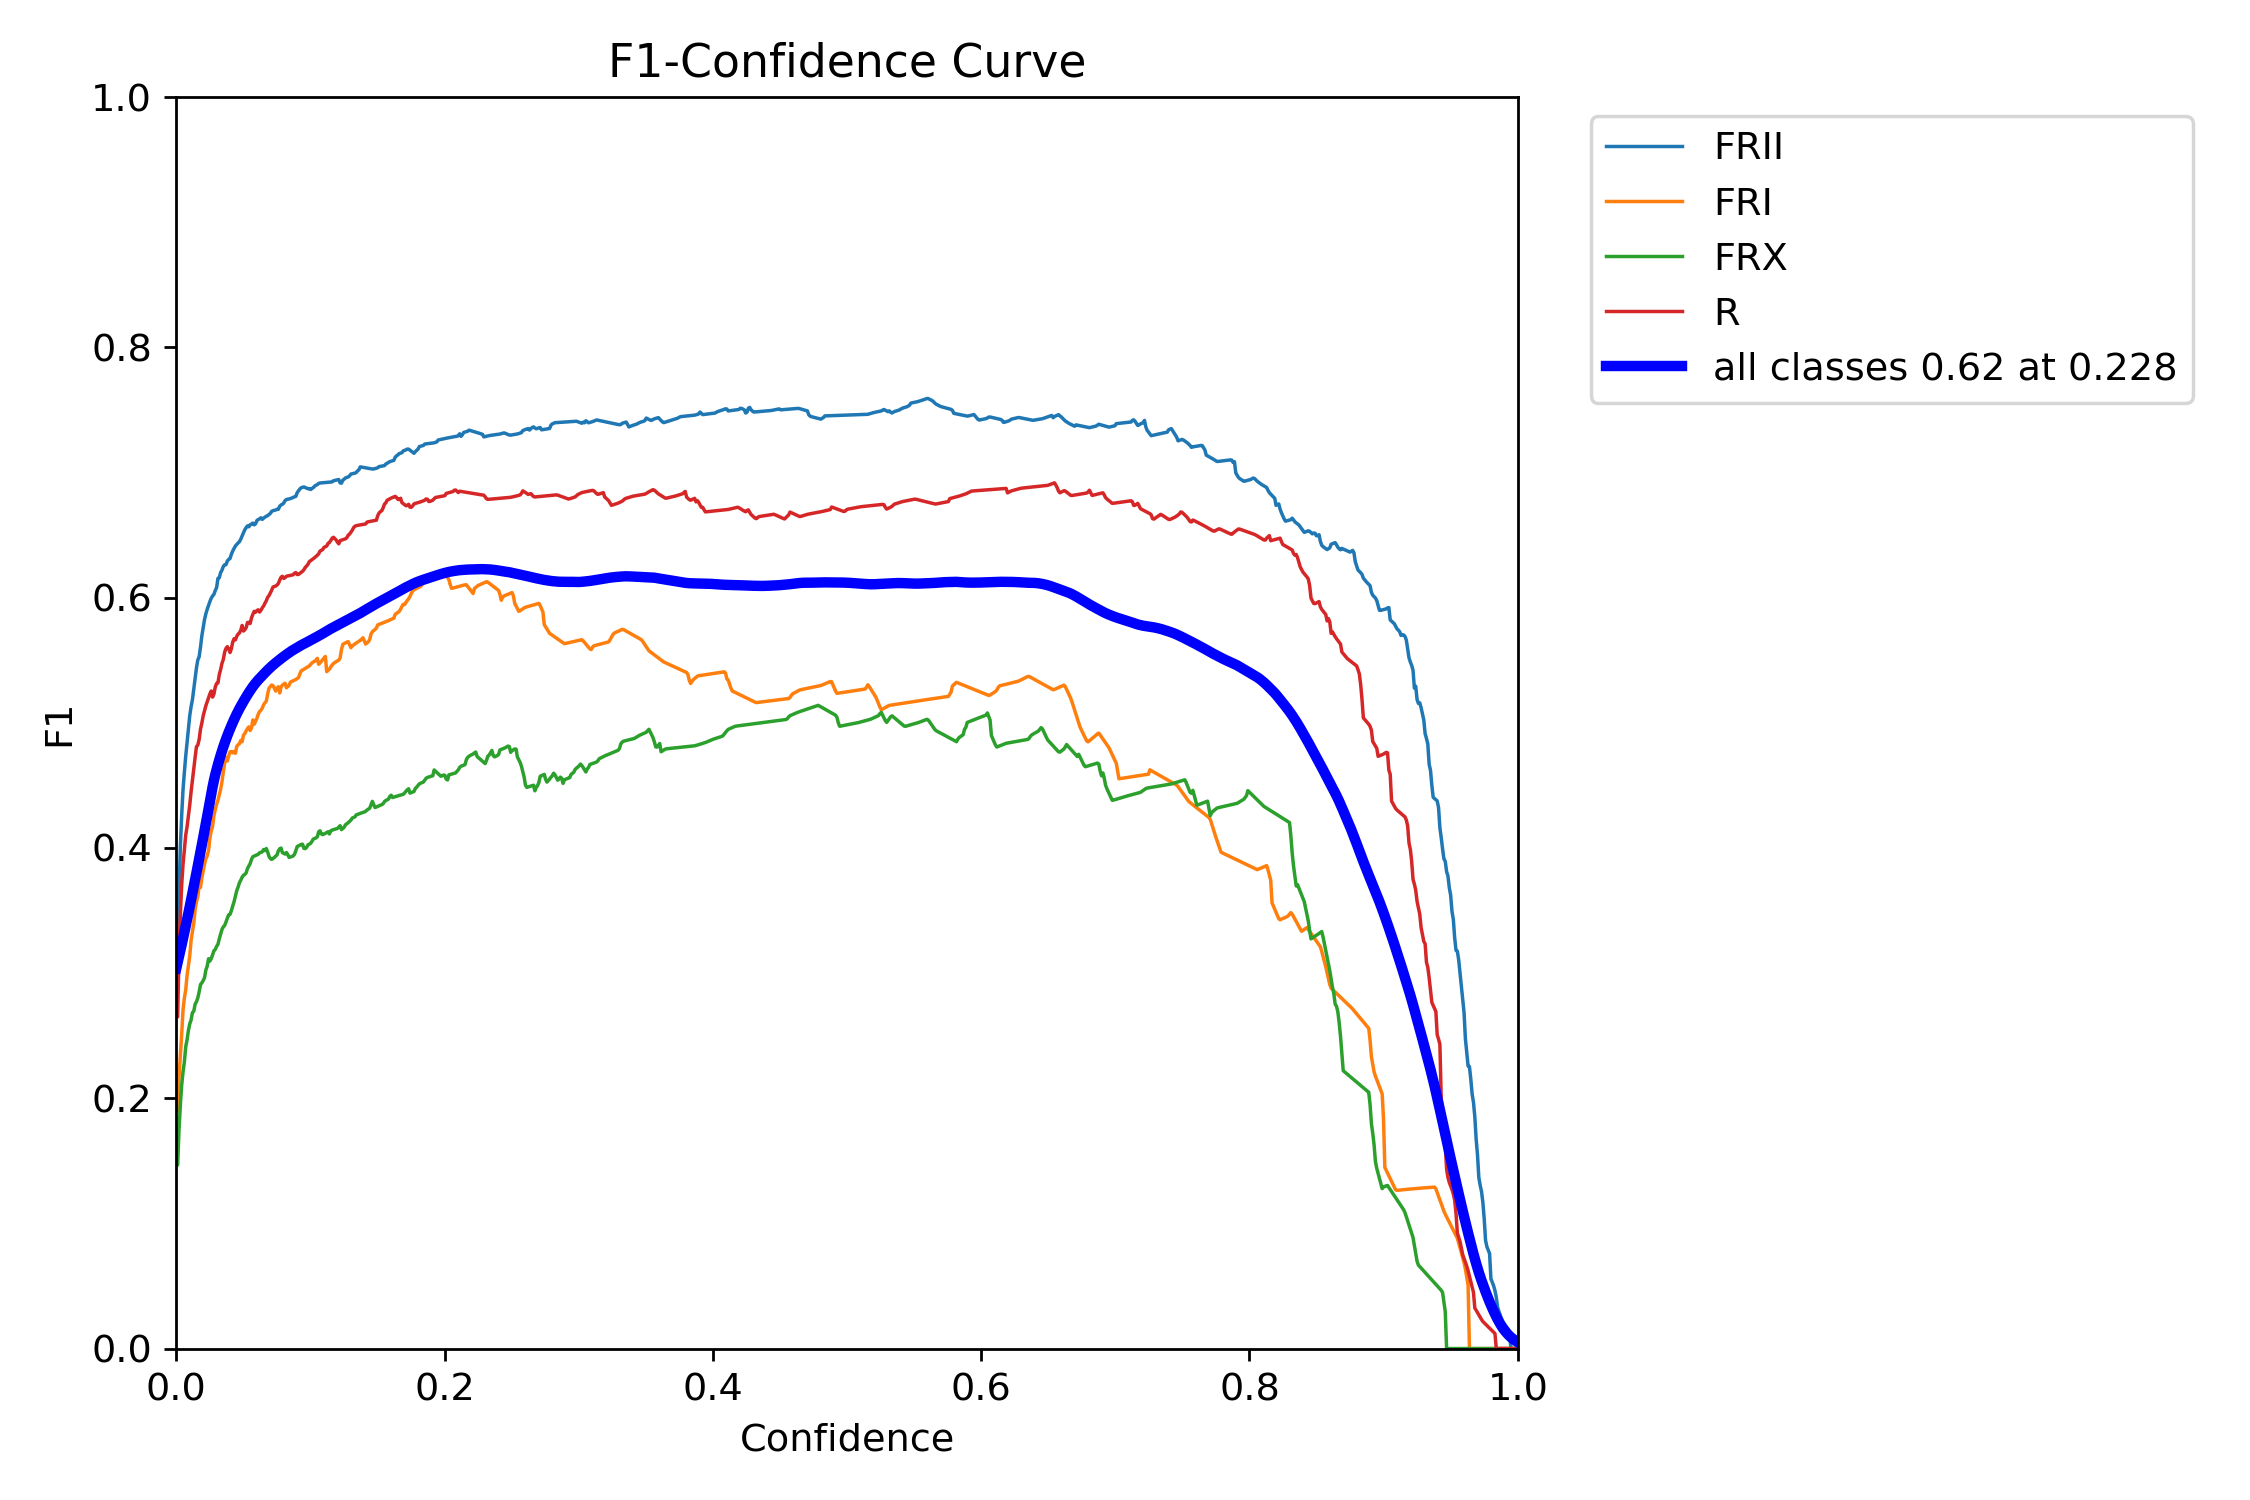 F1-Confidence Curve
1.0
0.8
0.6
0.4
0.2
0.0
F1
0.0 0.2 0.4 0.6 0.8 1.0
Confidence
FRII
FRI
FRX
R
all classes 0.62 at 0.228